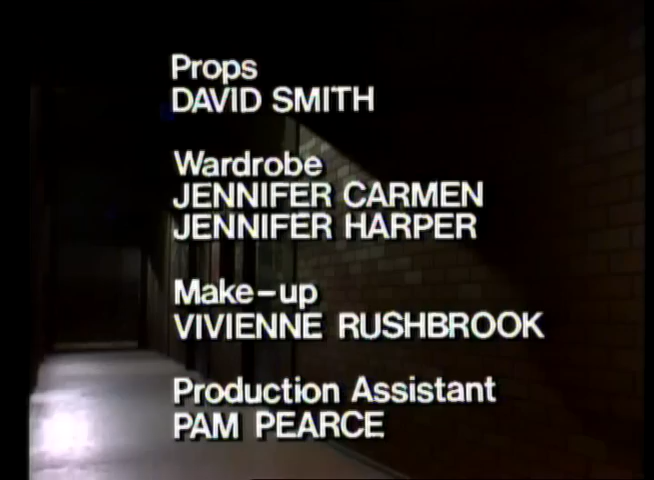 Props
DAVID SMITH
Wardrobe
JENNIFER CARMEN
JENNIFER HARPER
Make-up
VIVIENNE RUSHBROOK
Production Assistant
PAM PEARCE